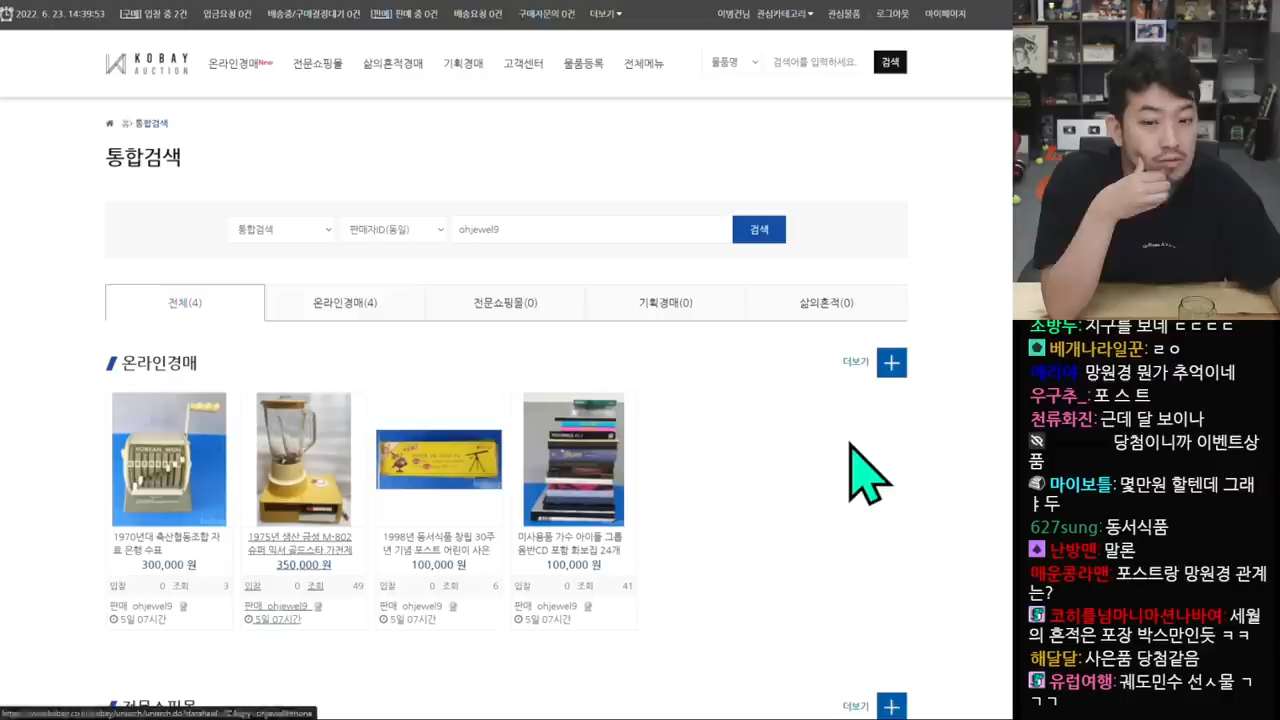 2022. 6. 23. 14:39:53 [구매] 입찰 중 2건 입금요청 0건 배송중/구매결정대기 0건 [판매] 판매 중 0건 배송요청 0건 구매자문의 0건 더보기 이병건님 관심카테고리 관심물품 로그아웃 마이페이지
KOBAY AUCTION 온라인경매New 전문쇼핑몰 삶의흔적경매 기획경매 고객센터 물품등록 전체메뉴 물품명 검색어를 입력하세요. 검색
홈> 통합검색
통합검색
통합검색 판매자ID(동일) ohjewel9 검색
전체(4) 온라인경매(4) 전문쇼핑몰(0) 기획경매(0) 삶의흔적(0)
온라인경매 더보기
1970년대 축산협동조합 자
료 은행 수표
300,000 원
입찰 0 조회 3
판매 ohjewel9
5일 07시간
1975년 생산 금성 M-802
슈퍼 믹서 골드스타 가전제
350,000 원
입찰 0 조회 49
판매 ohjewel9
5일 07시간
1998년 동서식품 창립 30주
년 기념 포스트 어린이 사은
100,000 원
입찰 0 조회 6
판매 ohjewel9
5일 07시간
미사용품 가수 아이돌 그룹
음반CD 포함 화보집 24개
100,000 원
입찰 0 조회 41
판매 ohjewel9
5일 07시간
전문쇼핑몰 더보기
소방두: 지구를 보네 ㄷㄷㄷㄷ
베개나라일꾼: ㄹㅇ
애리어: 망원경 뭔가 추억이네
우구추_: 포 스 트
천류화진: 근데 달 보이나
당첨이니까 이벤트상
품
마이보틀: 몇만원 할텐데 그래
ㅑ두
627sung: 동서식품
난방맨: 말론
매운콩라맨: 포스트랑 망원경 관계
는?
코히를넘마니마션나바여: 세월
의 흔적은 포장 박스만인듯 ㅋㅋ
해달달: 사은품 당첨같음
유럽여행: 궤도민수 선ㅅ물 ㄱ
ㄱㄱ